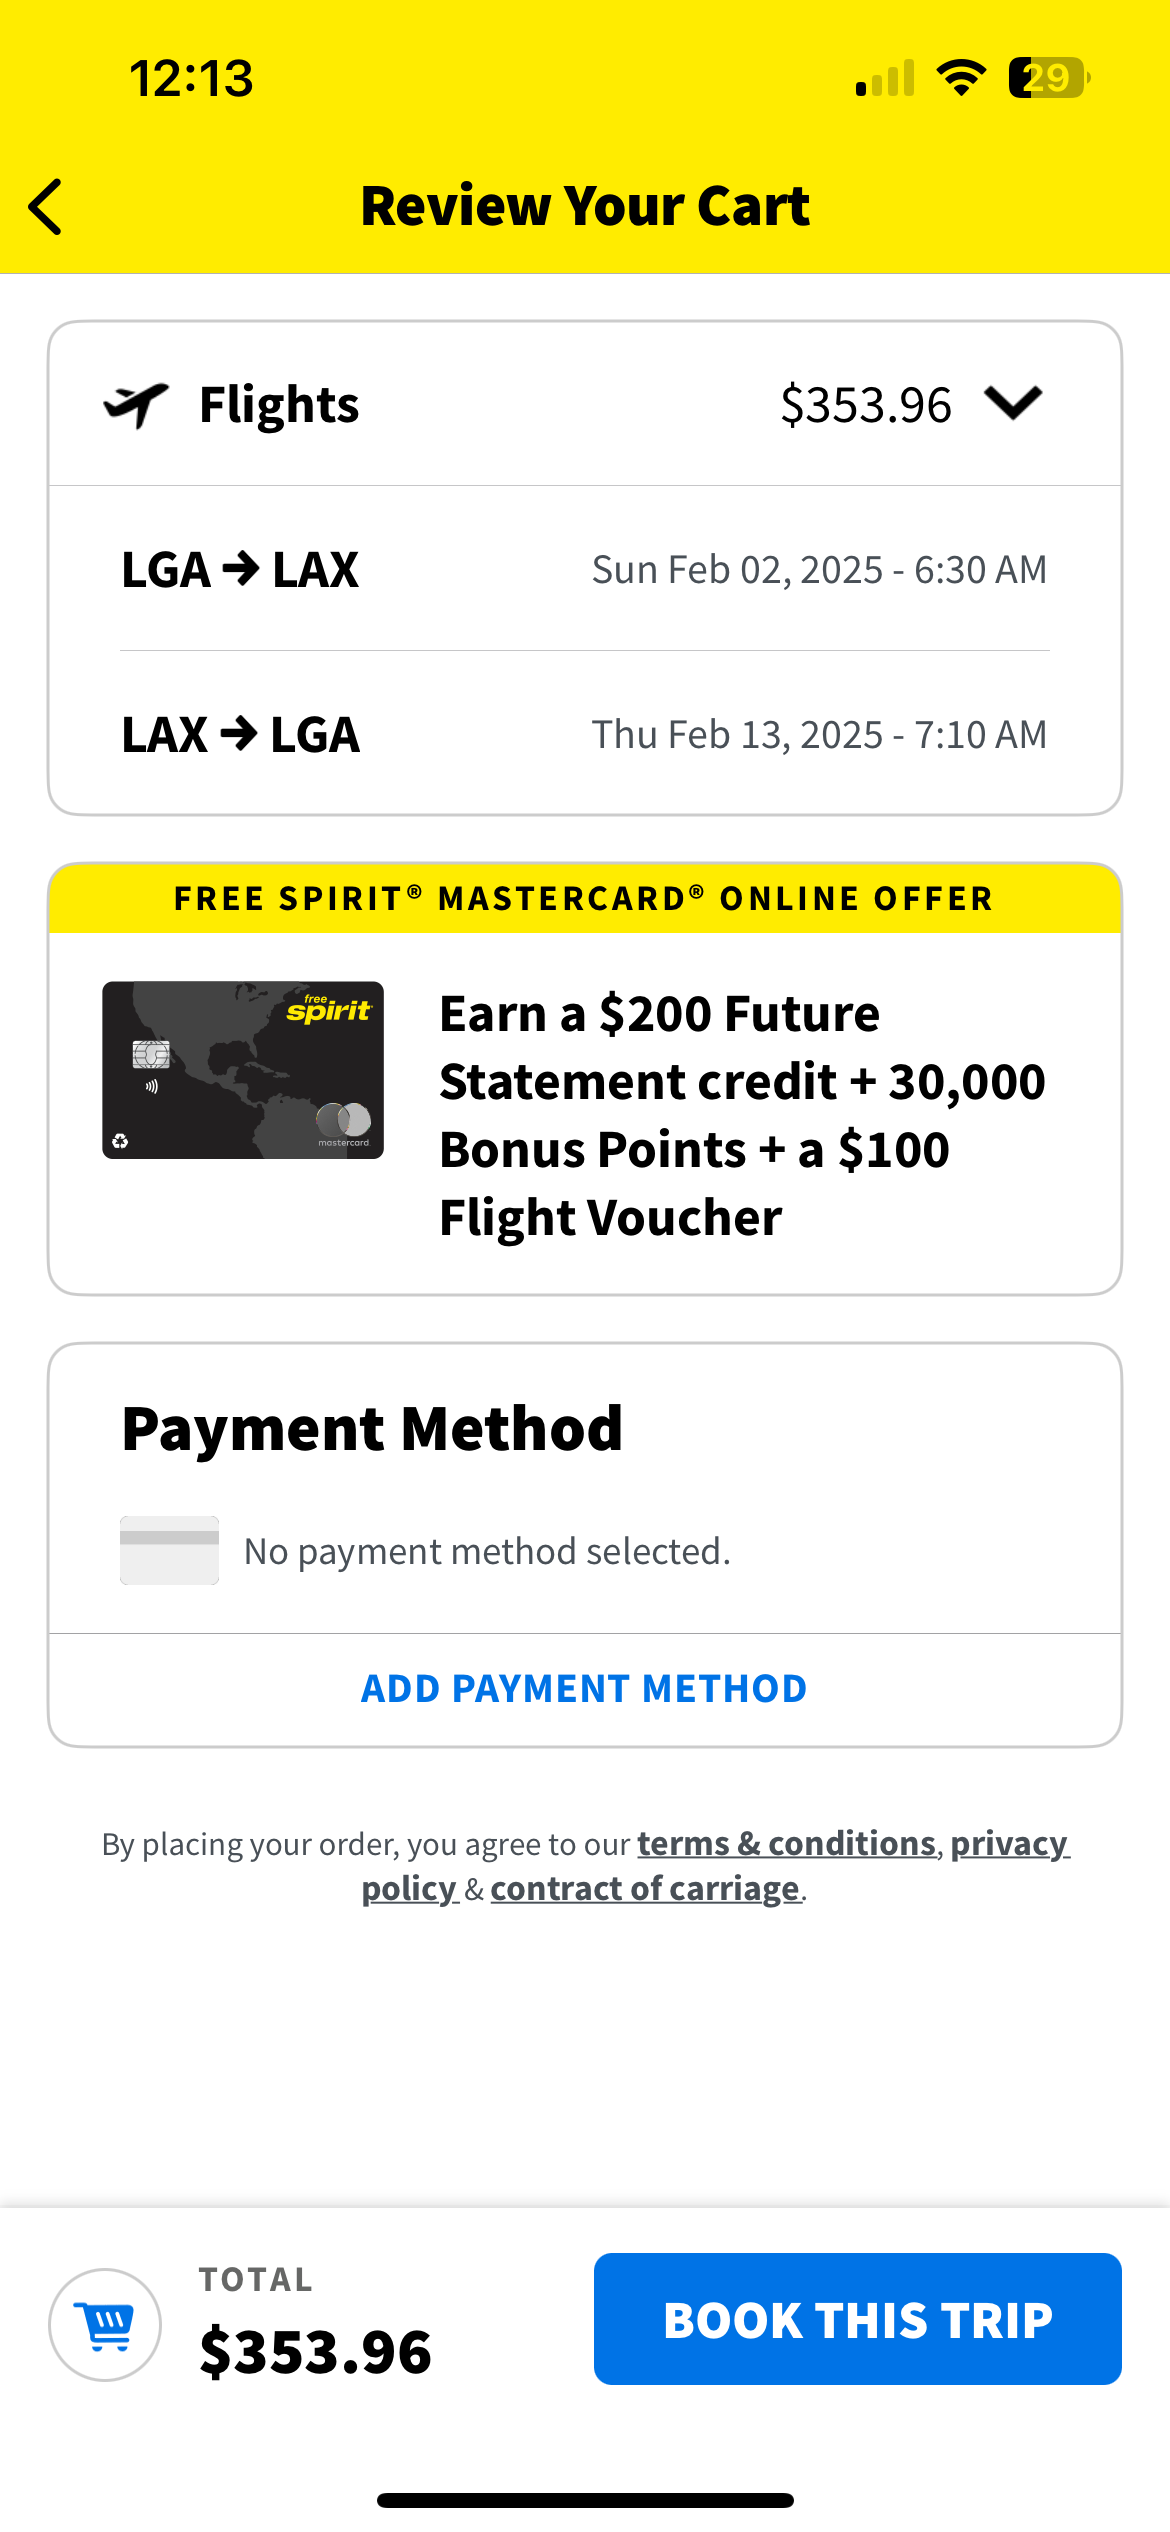 12:13
29
Review Your Cart
Flights $353.96
LGA → LAX Sun Feb 02, 2025 - 6:30 AM
LAX → LGA Thu Feb 13, 2025 - 7:10 AM
FREE SPIRIT® MASTERCARD® ONLINE OFFER
free
spirit
mastercard
Earn a $200 Future
Statement credit + 30,000
Bonus Points + a $100
Flight Voucher
Payment Method
No payment method selected.
ADD PAYMENT METHOD
By placing your order, you agree to our terms & conditions, privacy
policy & contract of carriage.
TOTAL
$353.96
BOOK THIS TRIP